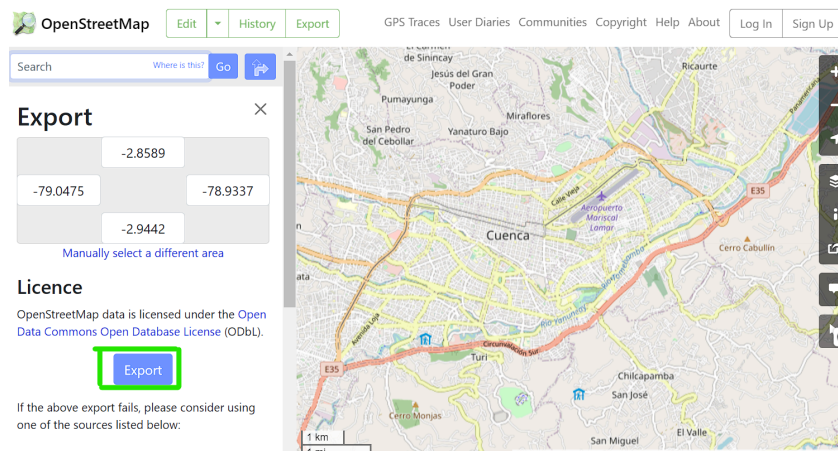 OpenStreetMap
Edit
History
Export
GPS Traces
User Diaries
Communities
Copyright
Help
About
Log In
Sign Up
Search
Where is this?
Go
Export
-2.8589
-79.0475
-78.9337
-2.9442
Manually select a different area
Licence
OpenStreetMap data is licensed under the Open
Data Commons Open Database License (ODbL).
Export
If the above export fails, please consider using
one of the sources listed below:
de Sinincay
Jesús del Gran
Poder
Ricaurte
Pumayunga
Miraflores
San Pedro
del Cebollar
Yanaturo Bajo
Panamericana
Calle Vieja
E35
Aeropuerto
Mariscal
Lamar
Cuenca
Cerro Cabullín
Río Tomebamba
Río Yanuncay
Avenida Loja
Circunvalación Sur
Turi
E35
Chilcapamba
San José
Cerro Monjas
El Valle
San Miguel
1 km